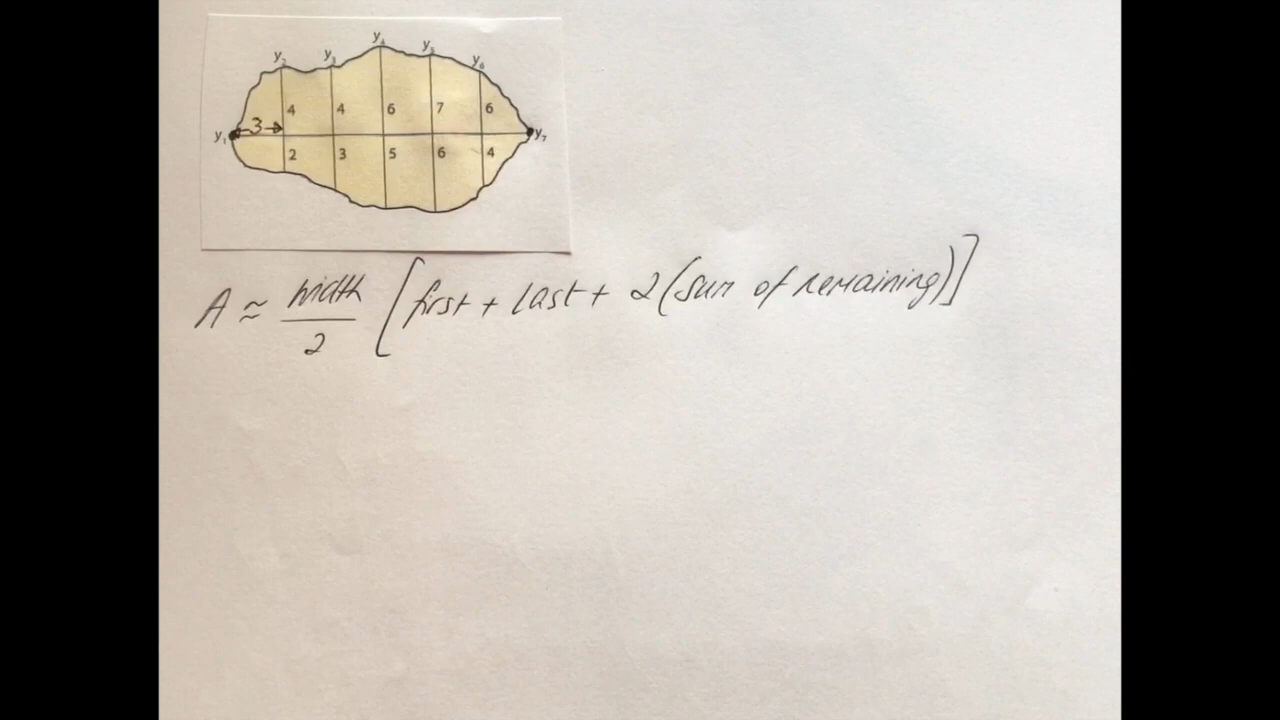 y₄
y₂ y₃ y₅ y₆
4 4 6 7 6
y₁ 3 y₇
2 3 5 6 4
A ≈ width/2 [first + last + 2(sum of remaining)]